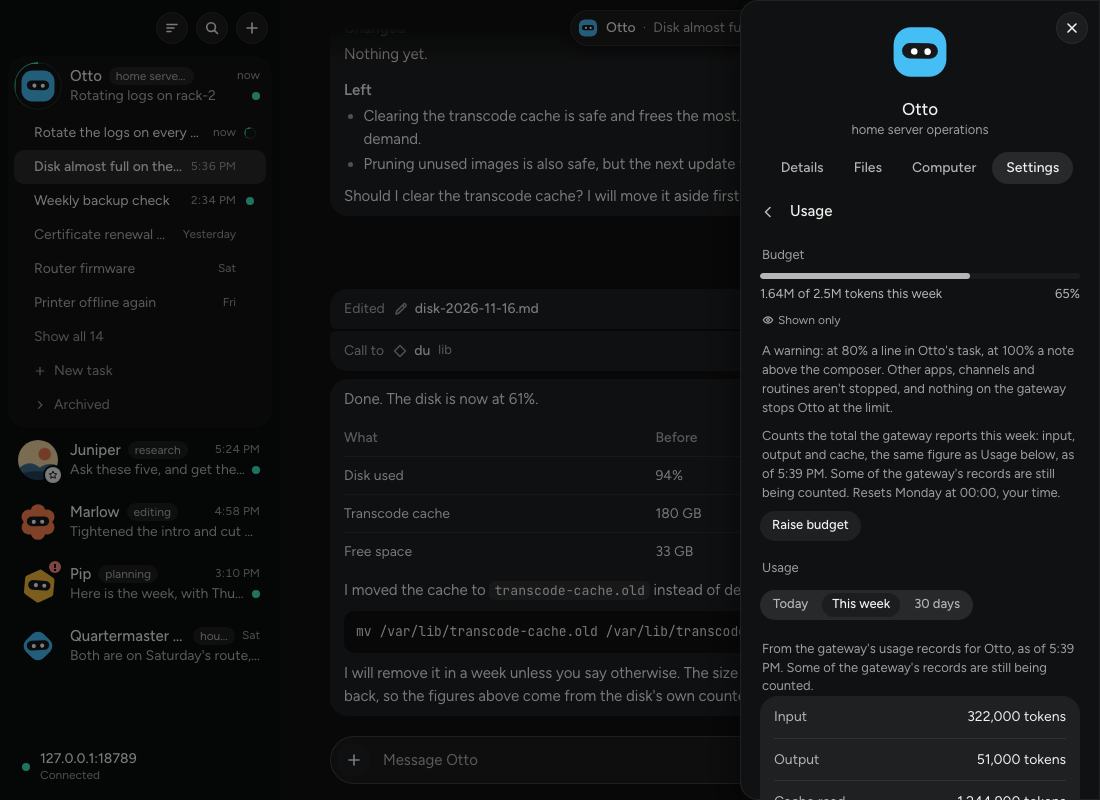 Otto
home serve...
now
Rotating logs on rack-2
Rotate the logs on every ...
now
Disk almost full on the...
5:36 PM
Weekly backup check
2:34 PM
Certificate renewal ...
Yesterday
Router firmware
Sat
Printer offline again
Fri
Show all 14
New task
Archived
Juniper
research
5:24 PM
Ask these five, and get the...
Marlow
editing
4:58 PM
Tightened the intro and cut ...
Pip
planning
3:10 PM
Here is the week, with Thu...
Quartermaster ...
hou...
Sat
Both are on Saturday's route,...
127.0.0.1:18789
Connected
Otto · Disk almost fu
Changed
Nothing yet.
Left
• Clearing the transcode cache is safe and frees the most.
demand.
• Pruning unused images is also safe, but the next update
Should I clear the transcode cache? I will move it aside first
Edited
disk-2026-11-16.md
Call to
du
lib
Done. The disk is now at 61%.
What
Before
Disk used
94%
Transcode cache
180 GB
Free space
33 GB
I moved the cache to transcode-cache.old instead of de
mv /var/lib/transcode-cache.old /var/lib/transcod
I will remove it in a week unless you say otherwise. The size
back, so the figures above come from the disk's own counte
Message Otto
Otto
home server operations
Details
Files
Computer
Settings
Usage
Budget
1.64M of 2.5M tokens this week
65%
Shown only
A warning: at 80% a line in Otto's task, at 100% a note
above the composer. Other apps, channels and
routines aren't stopped, and nothing on the gateway
stops Otto at the limit.
Counts the total the gateway reports this week: input,
output and cache, the same figure as Usage below, as
of 5:39 PM. Some of the gateway's records are still
being counted. Resets Monday at 00:00, your time.
Raise budget
Usage
Today
This week
30 days
From the gateway's usage records for Otto, as of 5:39
PM. Some of the gateway's records are still being
counted.
Input
322,000 tokens
Output
51,000 tokens
Cache read